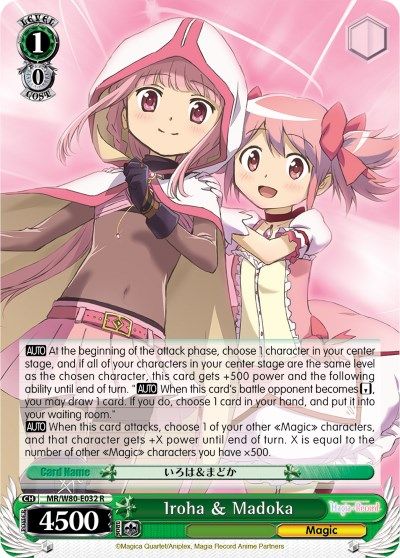 LEVEL
1
0
COST
AUTO At the beginning of the attack phase, choose 1 character in your center
stage, and if all of your characters in your center stage are the same level
as the chosen character, this card gets +500 power and the following
ability until end of turn. "AUTO When this card's battle opponent becomes [ ],
you may draw 1 card. If you do, choose 1 card in your hand, and put it into
your waiting room."
AUTO When this card attacks, choose 1 of your other «Magic» characters,
and that character gets +X power until end of turn. X is equal to the
number of other «Magic» characters you have ×500.
Card Name
いろは&まどか
CH MR/W80-E032 R
Iroha & Madoka
Magia Record
POWER
4500
Magic
©Magica Quartet/Aniplex, Magia Record Anime Partners